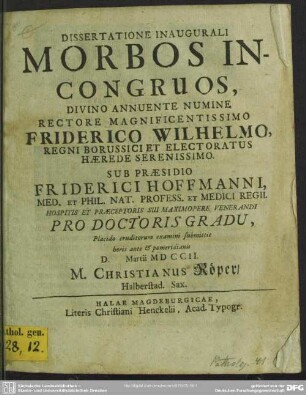 DISSERTATIONE INAUGURALI
MORBOS IN-
CONGRUOS,
DIVINO ANNUENTE NUMINE
RECTORE MAGNIFICENTISSIMO
FRIDERICO WILHELMO,
REGNI BORUSSICI ET ELECTORATUS
HÆREDE SERENISSIMO.
SUB PRÆSIDIO
FRIDERICI HOFFMANNI,
MED. ET PHIL. NAT. PROFESS. ET MEDICI REGII.
HOSPITII ET PRÆCEPTORIS SUI MAXIMOPERE VENERANDI
PRO DOCTORIS GRADU,
Placido eruditorum examini submittit
horis ante & pomeridianis
D. Martii MDCCII.
M. CHRISTIANUS Röper/
Halberstad. Sax.
HALAE MAGDEBURGICAE,
Literis Christiani Henckelii, Acad. Typogr.
thol. gen.
28, 12.